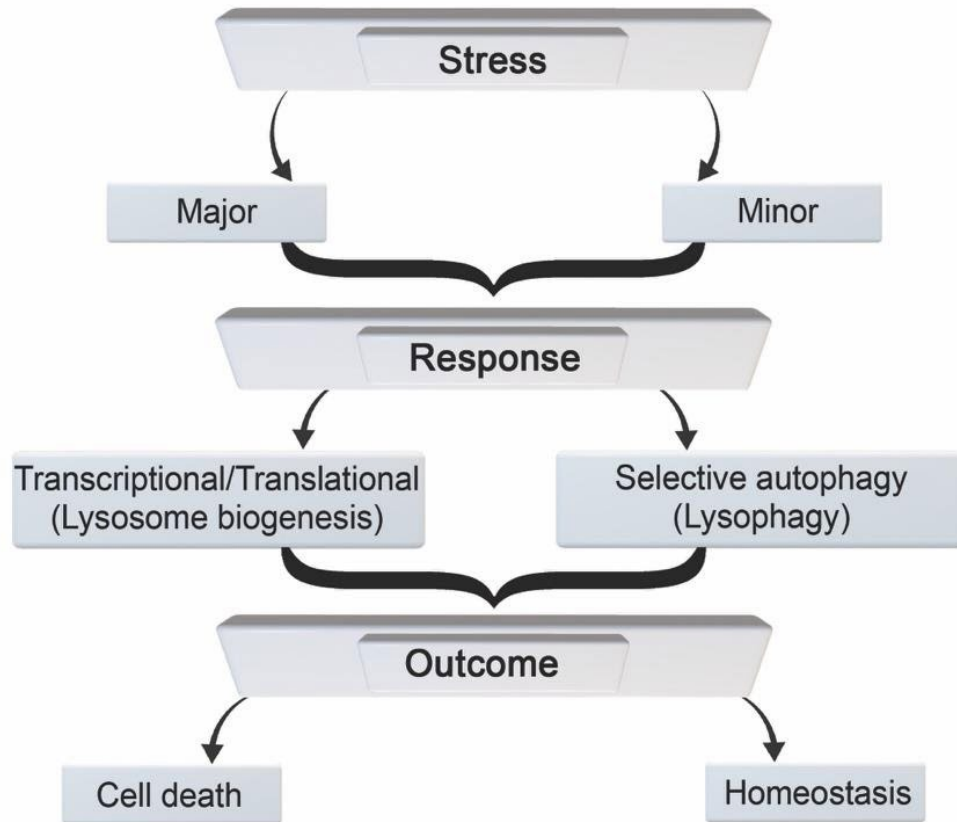 Stress
Major
Minor
Response
Transcriptional/Translational
(Lysosome biogenesis)
Selective autophagy
(Lysophagy)
Outcome
Cell death
Homeostasis